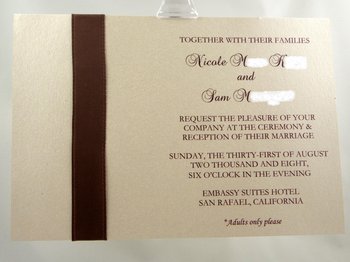 TOGETHER WITH THEIR FAMILIES
Nicole M K
and
Sam M
REQUEST THE PLEASURE OF YOUR
COMPANY AT THE CEREMONY &
RECEPTION OF THEIR MARRIAGE
SUNDAY, THE THIRTY-FIRST OF AUGUST
TWO THOUSAND AND EIGHT,
SIX O'CLOCK IN THE EVENING
EMBASSY SUITES HOTEL
SAN RAFAEL, CALIFORNIA
*Adults only please